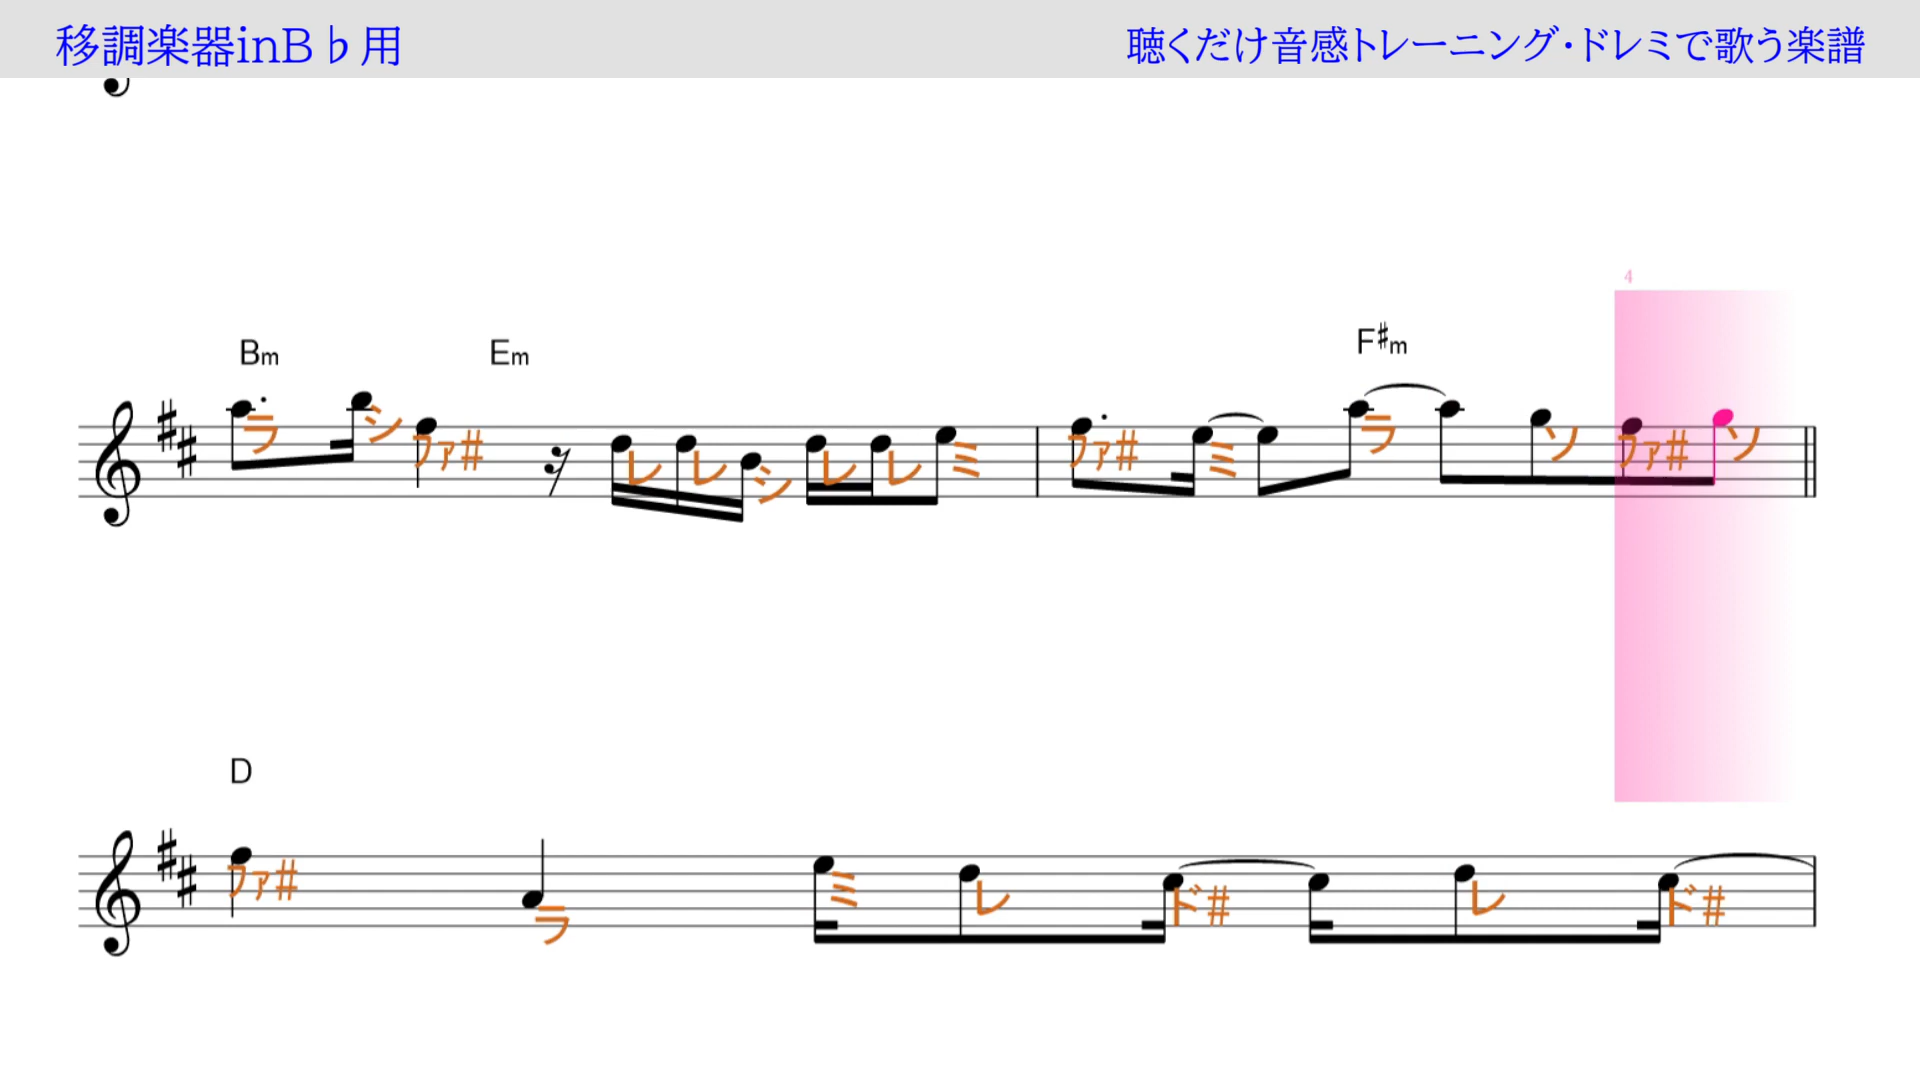 移調楽器inB♭用
聴くだけ音感トレーニング・ドレミで歌う楽譜
4
Bm Em F♯m
ラ シ ファ# レ レ シ レ レ ミ ファ# ミ ラ ソ ファ# ソ
D
ファ# ラ ミ レ ド# レ ド#